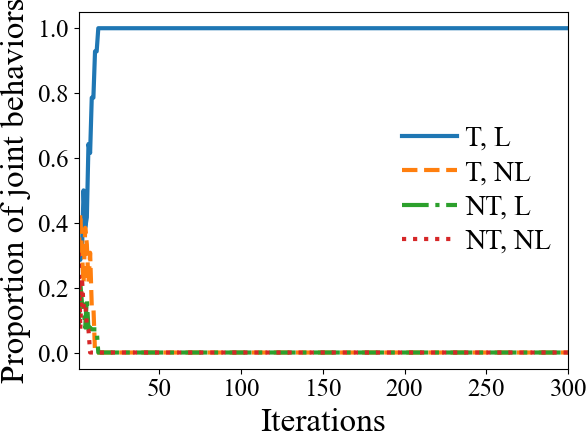 Proportion of joint behaviors
1.0
0.8
0.6
0.4
0.2
0.0
T, L
T, NL
NT, L
NT, NL
50
100
150
200
250
300
Iterations